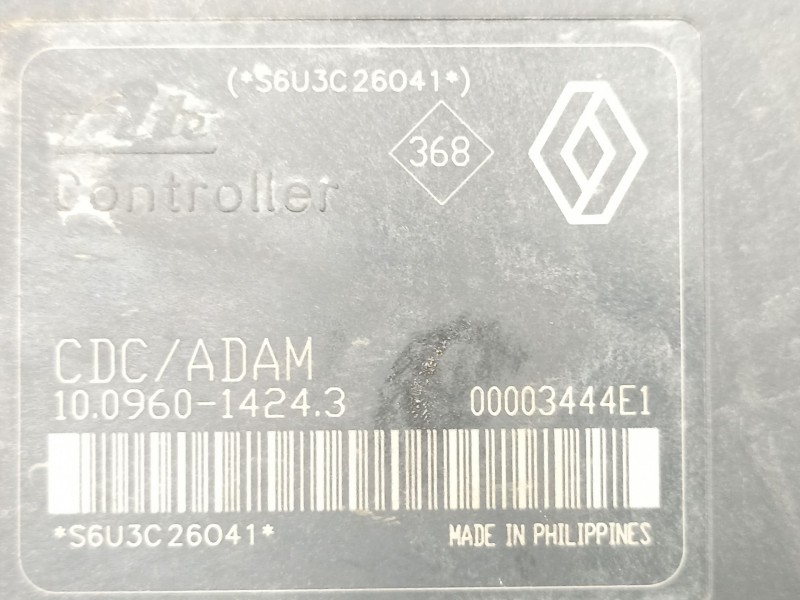 (*S6U3C26041*)
368
Controller
CDC/ADAM
10.0960-1424.3 00003444E1
*S6U3C26041* MADE IN PHILIPPINES